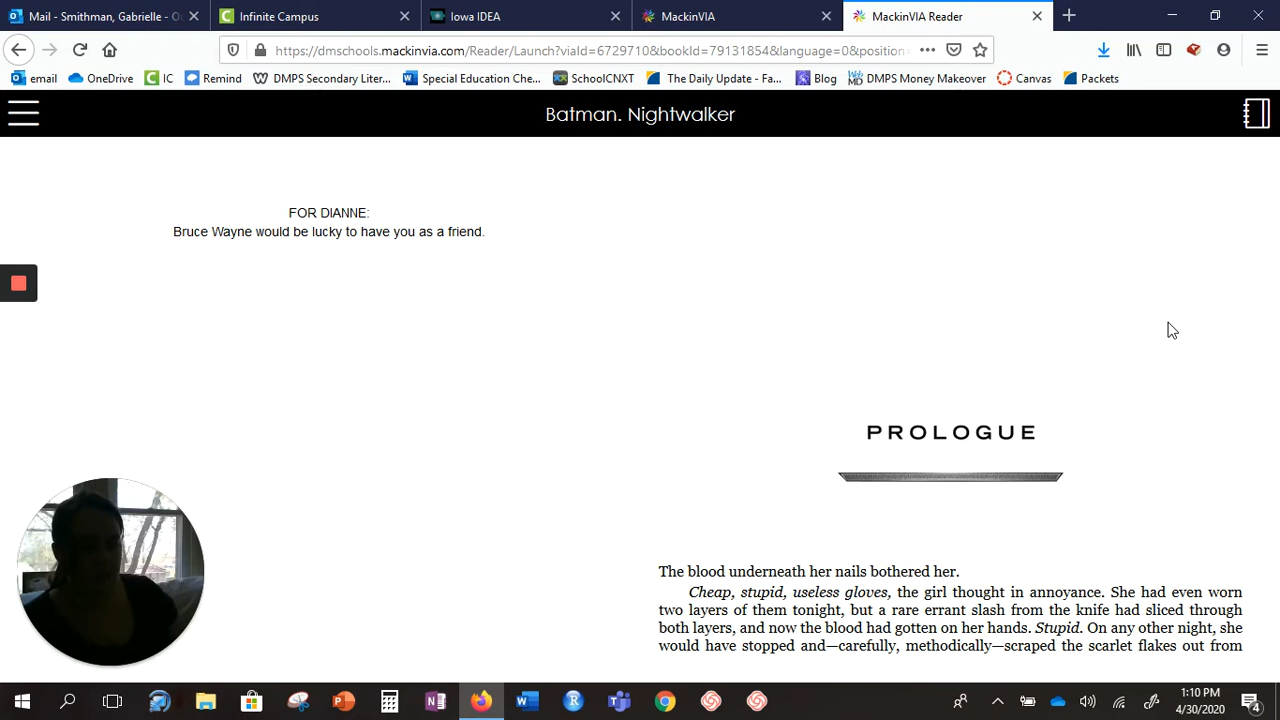 Mail - Smithman, Gabrielle - O
Infinite Campus
Iowa IDEA
MackinVIA
MackinVIA Reader
https://dmschools.mackinvia.com/Reader/Launch?viaId=6729710&bookId=79131854&language=0&position=
email
OneDrive
IC
Remind
DMPS Secondary Liter...
Special Education Che...
SchoolCNXT
The Daily Update - Fa...
Blog
DMPS Money Makeover
Canvas
Packets
Batman. Nightwalker
FOR DIANNE:
Bruce Wayne would be lucky to have you as a friend.
PROLOGUE
The blood underneath her nails bothered her.
Cheap, stupid, useless gloves, the girl thought in annoyance. She had even worn
two layers of them tonight, but a rare errant slash from the knife had sliced through
both layers, and now the blood had gotten on her hands. Stupid. On any other night, she
would have stopped and—carefully, methodically—scraped the scarlet flakes out from
1:10 PM
4/30/2020
4